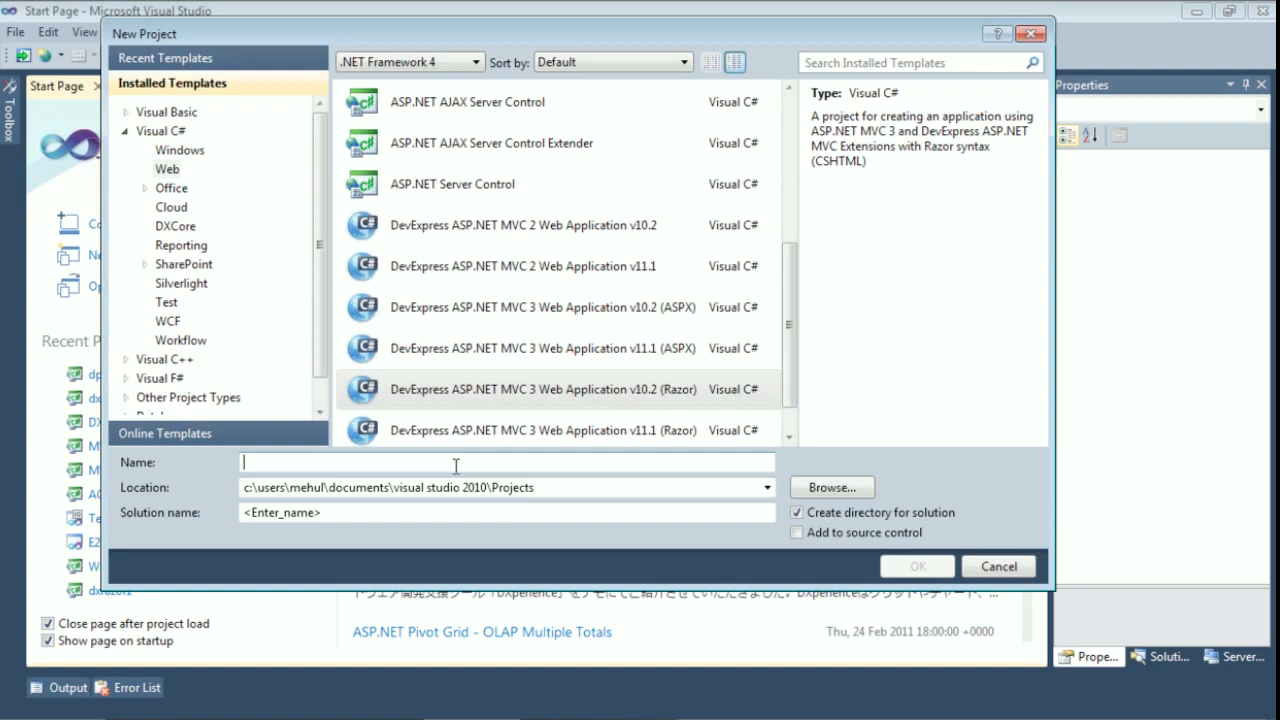 Start Page - Microsoft Visual Studio
File Edit View
New Project
Recent Templates
.NET Framework 4
Sort by: Default
Search Installed Templates
Installed Templates
Visual Basic
Visual C#
Windows
Web
Office
Cloud
DXCore
Reporting
SharePoint
Silverlight
Test
WCF
Workflow
Visual C++
Visual F#
Other Project Types
Online Templates
ASP.NET AJAX Server Control Visual C#
ASP.NET AJAX Server Control Extender Visual C#
ASP.NET Server Control Visual C#
DevExpress ASP.NET MVC 2 Web Application v10.2 Visual C#
DevExpress ASP.NET MVC 2 Web Application v11.1 Visual C#
DevExpress ASP.NET MVC 3 Web Application v10.2 (ASPX) Visual C#
DevExpress ASP.NET MVC 3 Web Application v11.1 (ASPX) Visual C#
DevExpress ASP.NET MVC 3 Web Application v10.2 (Razor) Visual C#
DevExpress ASP.NET MVC 3 Web Application v11.1 (Razor) Visual C#
Type: Visual C#
A project for creating an application using
ASP.NET MVC 3 and DevExpress ASP.NET
MVC Extensions with Razor syntax
(CSHTML)
Name:
Location: c:\users\mehul\documents\visual studio 2010\Projects
Browse...
Solution name: <Enter_name>
Create directory for solution
Add to source control
OK
Cancel
Toolbox
Start Page
Recent P
Close page after project load
Show page on startup
ASP.NET Pivot Grid - OLAP Multiple Totals
Thu, 24 Feb 2011 18:00:00 +0000
Properties
Prope... Soluti... Server...
Output Error List